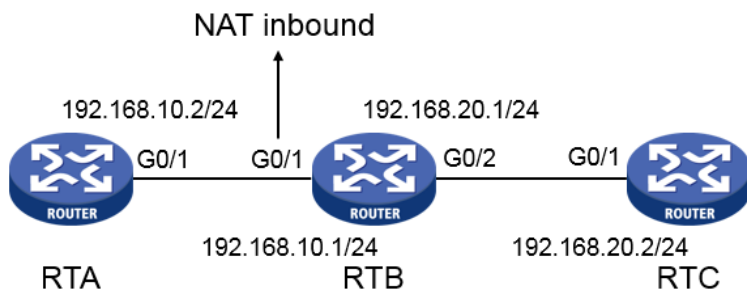 NAT inbound
192.168.10.2/24
192.168.20.1/24
G0/1
G0/1
G0/2
G0/1
ROUTER
ROUTER
ROUTER
192.168.10.1/24
192.168.20.2/24
RTA
RTB
RTC